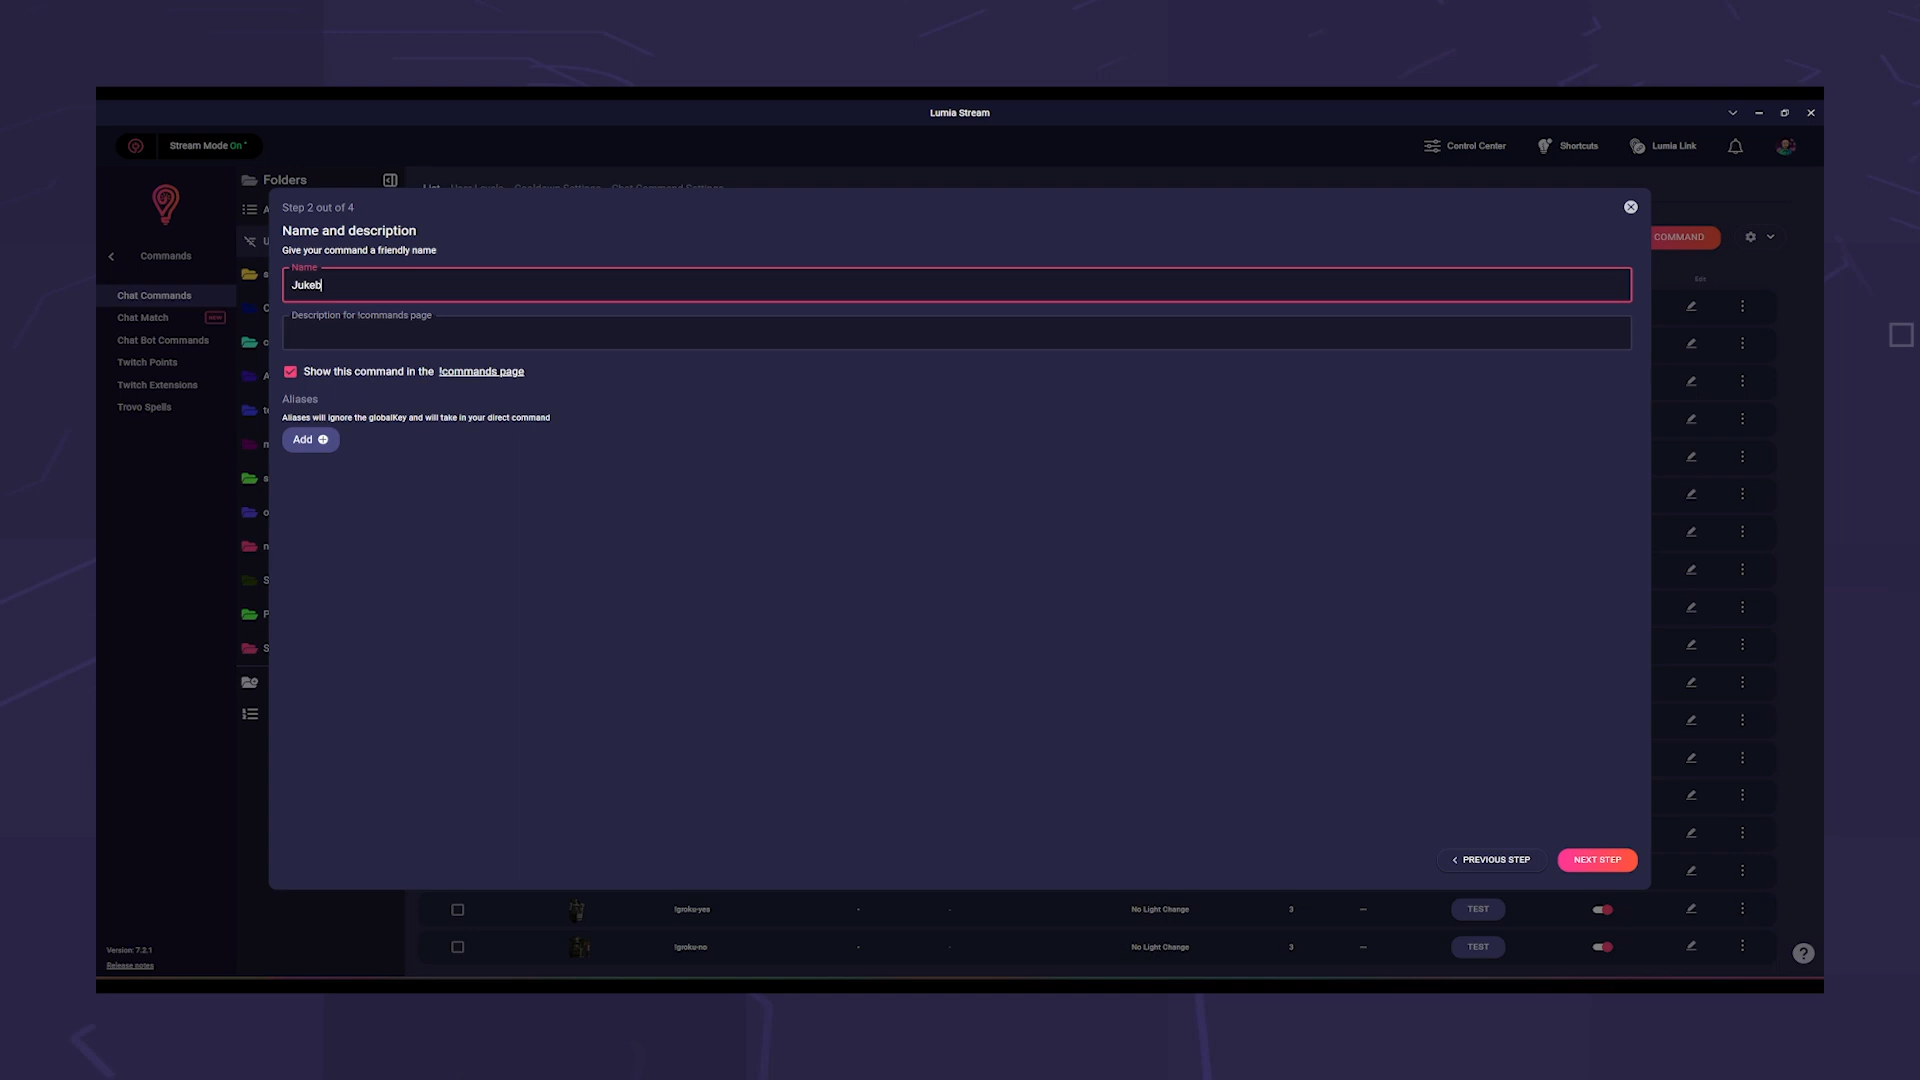 Lumia Stream
Stream Mode On
Control Center
Shortcuts
Lumia Link
Folders
Commands
Chat Commands
Chat Match
NEW
Chat Bot Commands
Twitch Points
Twitch Extensions
Trovo Spells
Step 2 out of 4
Name and description
Give your command a friendly name
Name
Jukeb
Description for !commands page
Show this command in the !commands page
Aliases
Aliases will ignore the globalKey and will take in your direct command
Add
COMMAND
Edit
PREVIOUS STEP
NEXT STEP
!groku-yes
-
-
No Light Change
3
TEST
!groku-no
-
-
No Light Change
3
TEST
Version: 7.2.1
Release notes